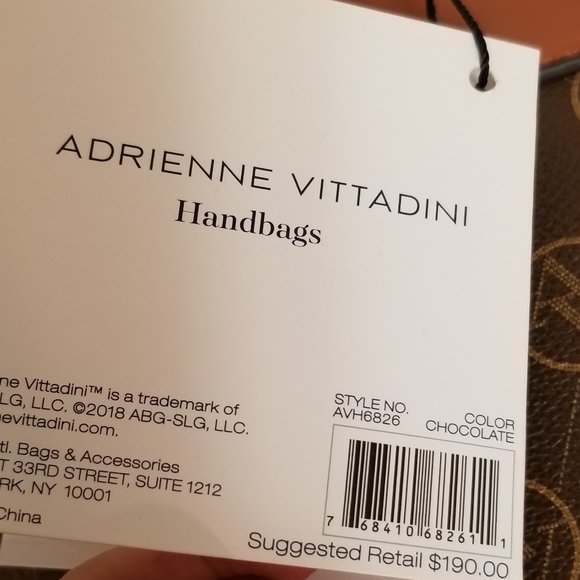 ADRIENNE VITTADINI
Handbags
ne Vittadini™ is a trademark of
LG, LLC. ©2018 ABG-SLG, LLC.
evittadini.com.
tl. Bags & Accessories
T 33RD STREET, SUITE 1212
RK, NY 10001
China
STYLE NO.
AVH6826
COLOR
CHOCOLATE
7 68410 68261 1
Suggested Retail $190.00